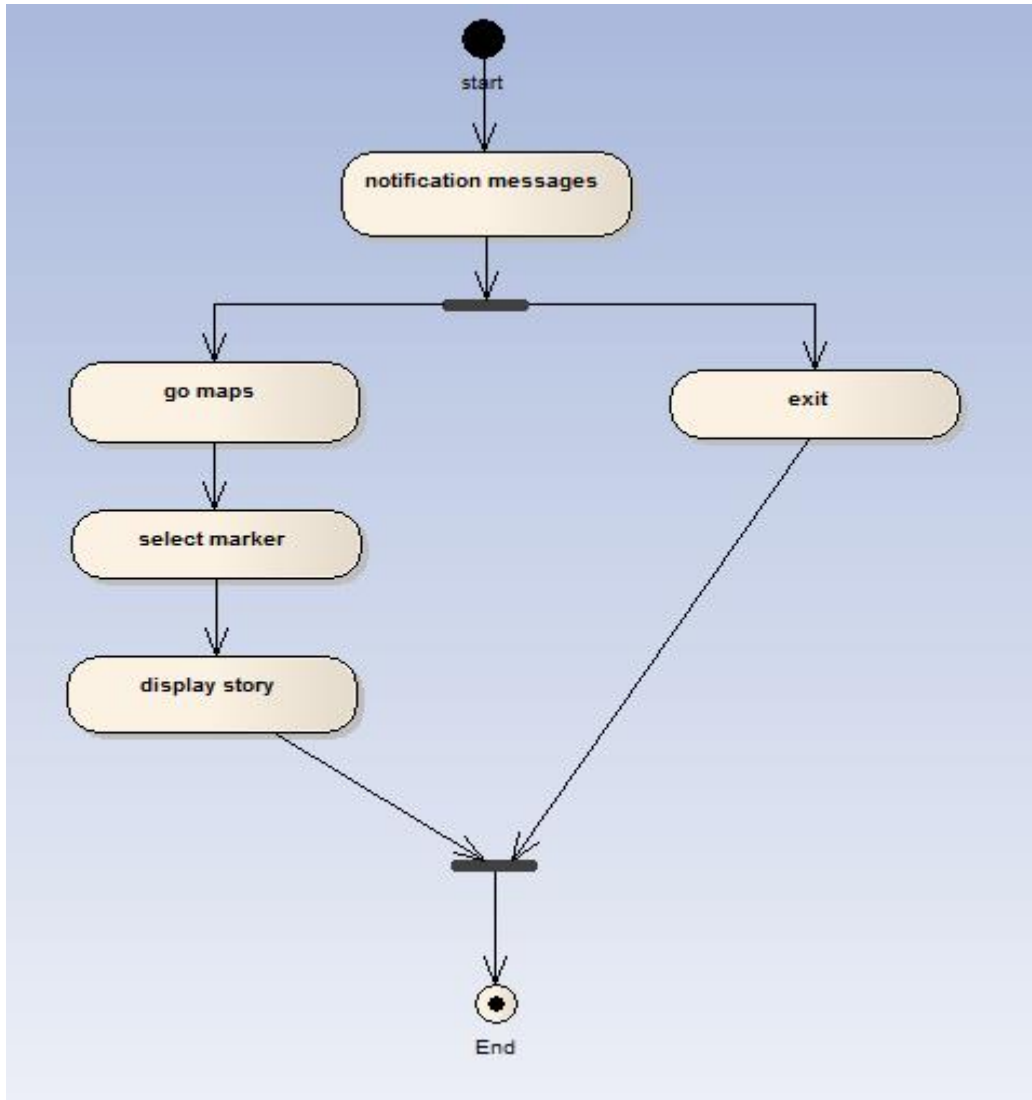 start
notification messages
go maps
exit
select marker
display story
End